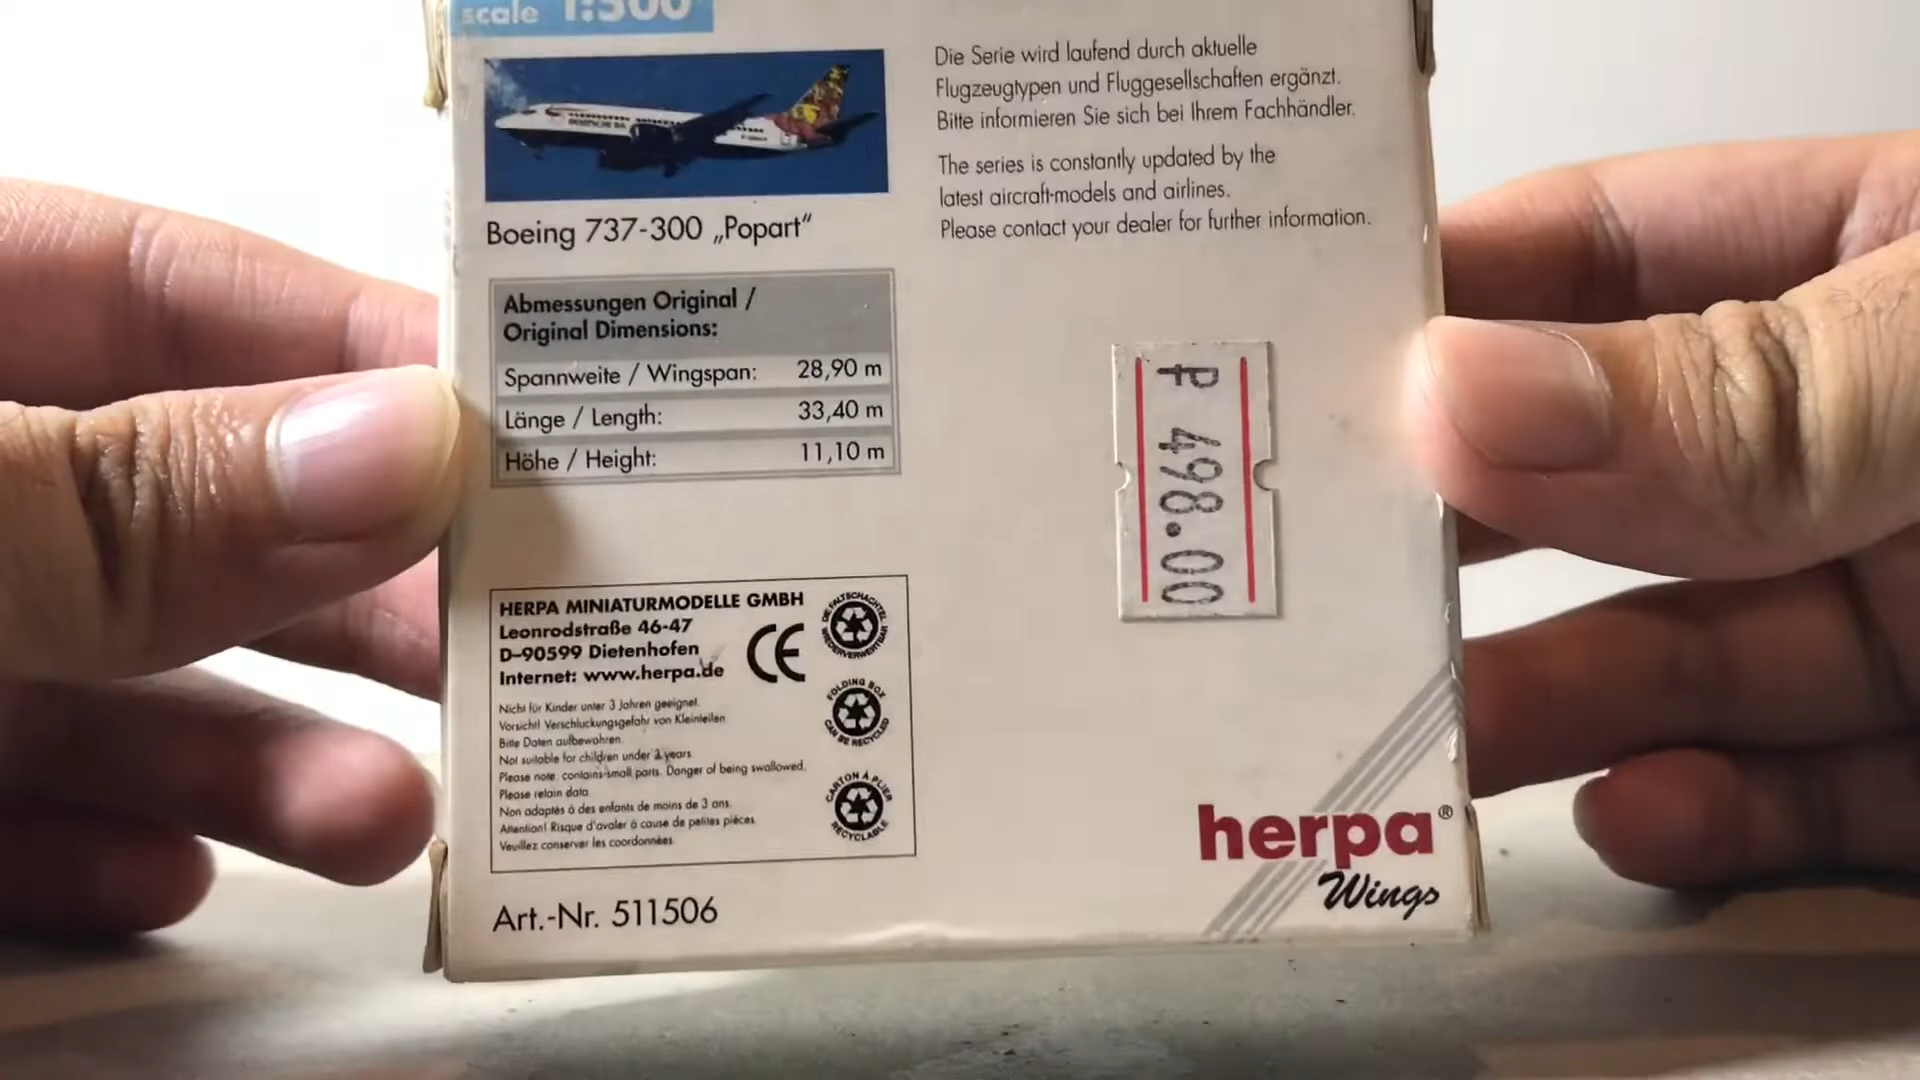 scale 1:500
DEUTSCHE BA
Boeing 737-300 „Popart“
Abmessungen Original /
Original Dimensions:
Spannweite / Wingspan: 28,90 m
Länge / Length: 33,40 m
Höhe / Height: 11,10 m
Die Serie wird laufend durch aktuelle
Flugzeugtypen und Fluggesellschaften ergänzt.
Bitte informieren Sie sich bei Ihrem Fachhändler.
The series is constantly updated by the
latest aircraft-models and airlines.
Please contact your dealer for further information.
₱ 498.00
HERPA MINIATURMODELLE GMBH
Leonrodstraße 46-47
D–90599 Dietenhofen
Internet: www.herpa.de
CE
Nicht für Kinder unter 3 Jahren geeignet.
Vorsicht! Verschluckungsgefahr von Kleinteilen
Bitte Daten aufbewahren.
Not suitable for children under 3 years.
Please note: contains small parts. Danger of being swallowed.
Please retain data.
Non adaptés à des enfants de moins de 3 ans.
Attention! Risque d'avaler à cause de petites pièces.
Veuillez conserver les coordonnées.
DIE FALTSCHACHTEL
WIEDERVERWERTBAR
FOLDING BOX
CAN BE RECYCLED
CARTON À PLIER
RECYCLABLE
Art.-Nr. 511506
herpa®
Wings